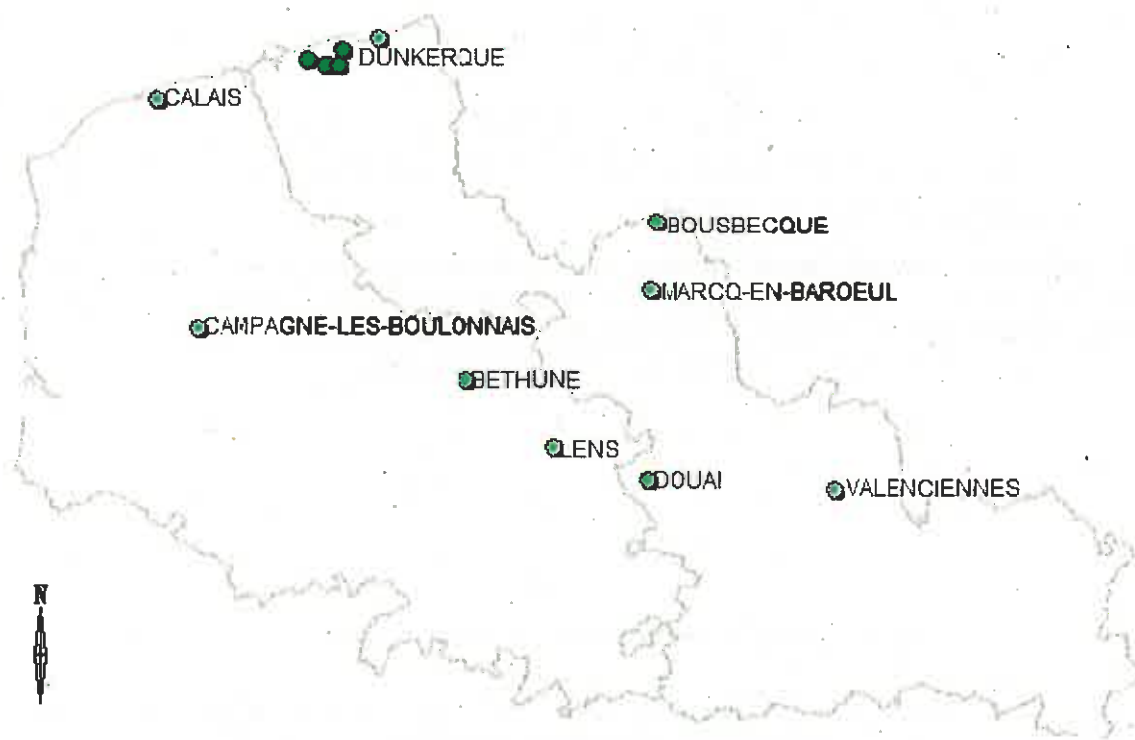 DUNKERQUE
CALAIS
BOUSBECQUE
MARCQ-EN-BAROEUL
CAMPAGNE-LES-BOULONNAIS
BETHUNE
LENS
DOUAI
VALENCIENNES
N